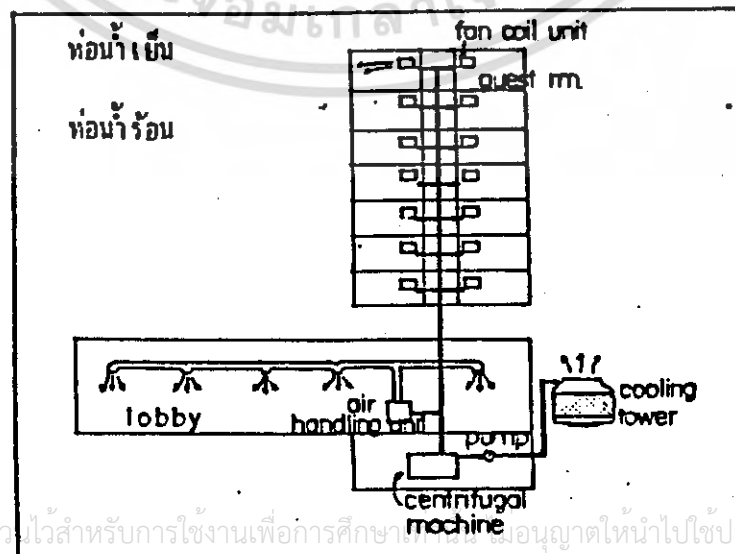 ท่อน้ำเย็น
fan coil unit
guest rm.
ท่อน้ำร้อน
lobby
air
handling unit
pump
cooling
tower
centrifugal
machine
สำหรับการใช้งานเพื่อการศึกษาเท่านั้น ไม่อนุญาตให้นำไปใช้